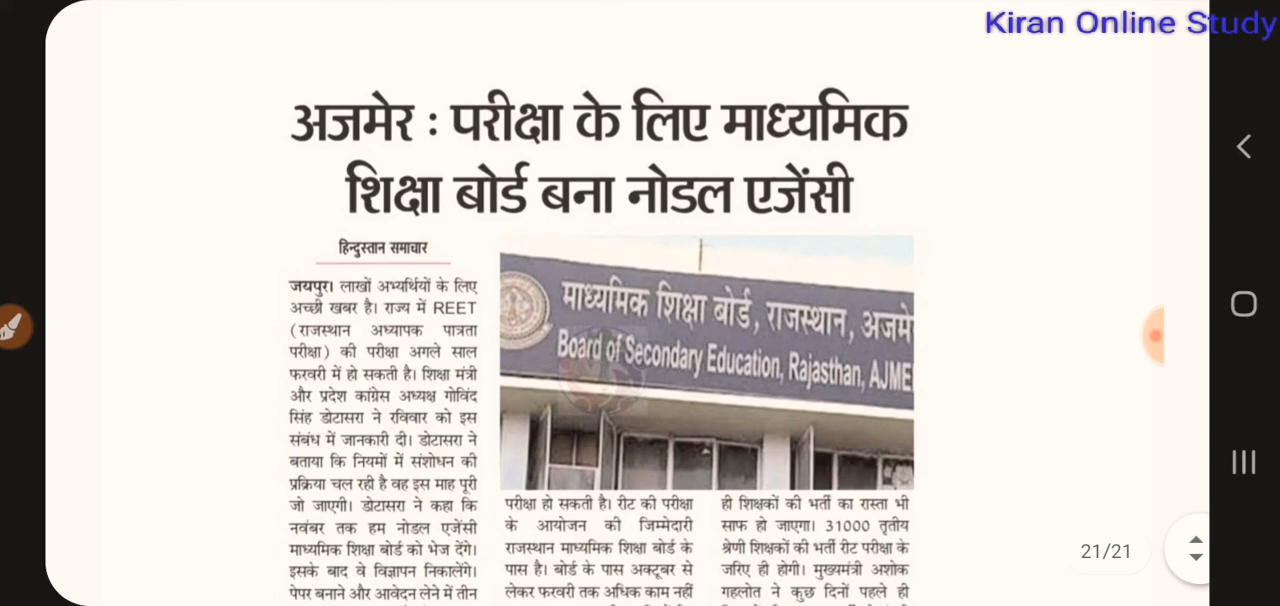 Kiran Online Study
अजमेर : परीक्षा के लिए माध्यमिक
शिक्षा बोर्ड बना नोडल एजेंसी
हिन्दुस्तान समाचार
जयपुर। लाखों अभ्यर्थियों के लिए
अच्छी खबर है। राज्य में REET
(राजस्थान अध्यापक पात्रता
परीक्षा) की परीक्षा अगले साल
फरवरी में हो सकती है। शिक्षा मंत्री
और प्रदेश कांग्रेस अध्यक्ष गोविंद
सिंह डोटासरा ने रविवार को इस
संबंध में जानकारी दी। डोटासरा ने
बताया कि नियमों में संशोधन की
प्रक्रिया चल रही है वह इस माह पूरी
जो जाएगी। डोटासरा ने कहा कि
नवंबर तक हम नोडल एजेंसी
माध्यमिक शिक्षा बोर्ड को भेज देंगे।
इसके बाद वे विज्ञापन निकालेंगे।
पेपर बनाने और आवेदन लेने में तीन
माध्यमिक शिक्षा बोर्ड, राजस्थान, अजमे
Board of Secondary Education, Rajasthan, AJME
परीक्षा हो सकती है। रीट की परीक्षा
के आयोजन की जिम्मेदारी
राजस्थान माध्यमिक शिक्षा बोर्ड के
पास है। बोर्ड के पास अक्टूबर से
लेकर फरवरी तक अधिक काम नहीं
ही शिक्षकों की भर्ती का रास्ता भी
साफ हो जाएगा। 31000 तृतीय
श्रेणी शिक्षकों की भर्ती रीट परीक्षा के
जरिए ही होगी। मुख्यमंत्री अशोक
गहलोत ने कुछ दिनों पहले ही
21/21